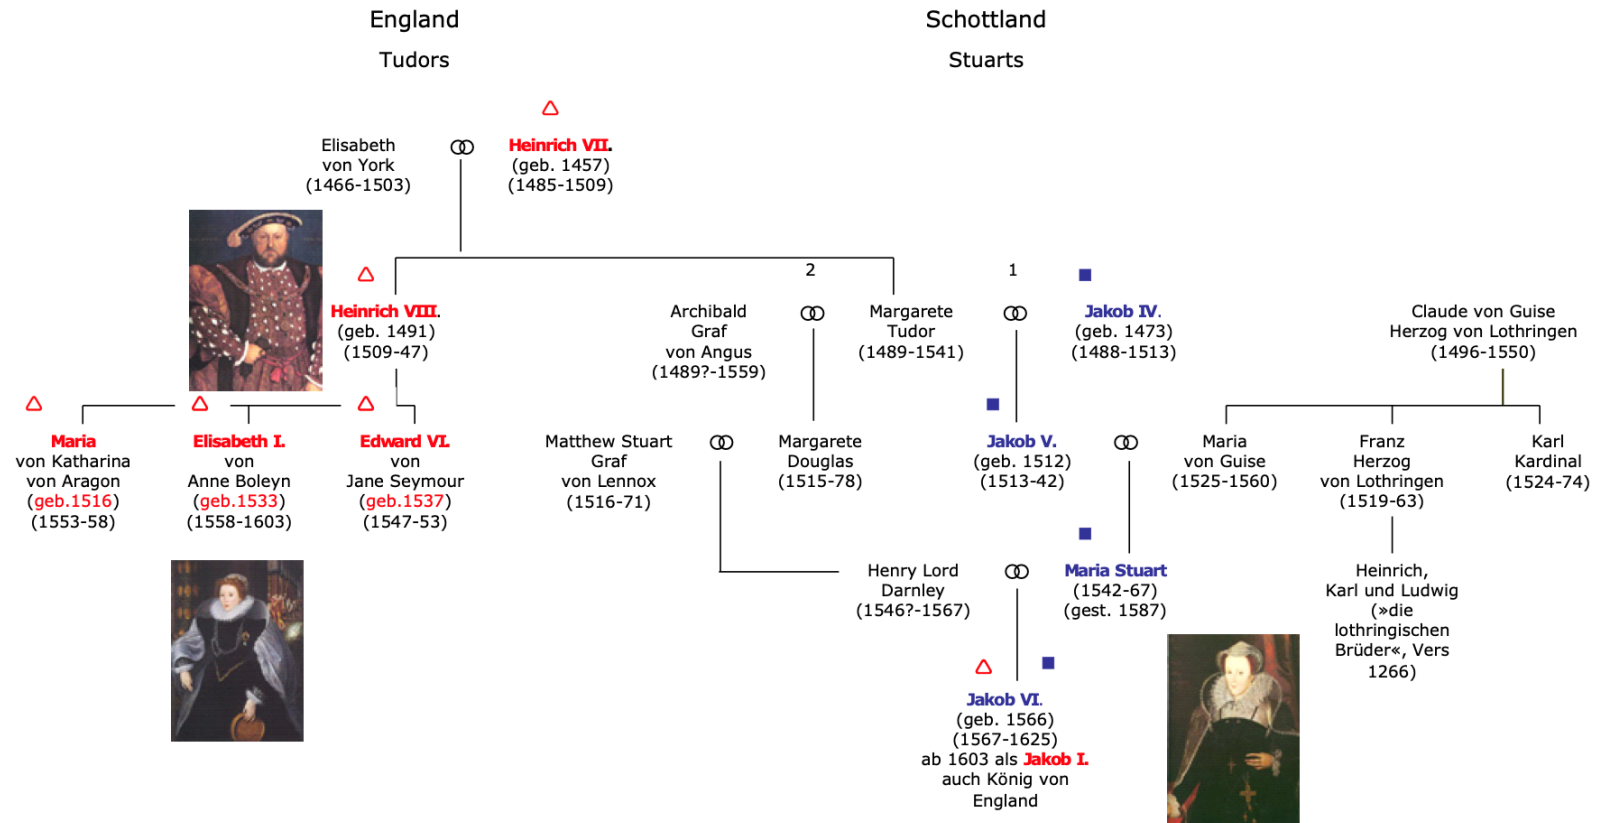 England
Schottland
Tudors
Stuarts
Elisabeth
von York
(1466-1503)
Heinrich VII.
(geb. 1457)
(1485-1509)
2
1
Heinrich VIII.
(geb. 1491)
(1509-47)
Archibald
Graf
von Angus
(1489?-1559)
Margarete
Tudor
(1489-1541)
Jakob IV.
(geb. 1473)
(1488-1513)
Claude von Guise
Herzog von Lothringen
(1496-1550)
Maria
von Katharina
von Aragon
(geb.1516)
(1553-58)
Elisabeth I.
von
Anne Boleyn
(geb.1533)
(1558-1603)
Edward VI.
von
Jane Seymour
(geb.1537)
(1547-53)
Matthew Stuart
Graf
von Lennox
(1516-71)
Margarete
Douglas
(1515-78)
Jakob V.
(geb. 1512)
(1513-42)
Maria
von Guise
(1525-1560)
Franz
Herzog
von Lothringen
(1519-63)
Karl
Kardinal
(1524-74)
Henry Lord
Darnley
(1546?-1567)
Maria Stuart
(1542-67)
(gest. 1587)
Heinrich,
Karl und Ludwig
(»die
lothringischen
Brüder«, Vers
1266)
Jakob VI.
(geb. 1566)
(1567-1625)
ab 1603 als Jakob I.
auch König von
England